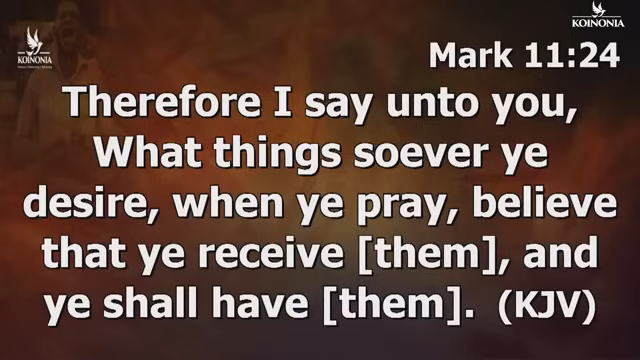 KOINONIA
KOINONIA
Mark 11:24
Therefore I say unto you,
What things soever ye
desire, when ye pray, believe
that ye receive [them], and
ye shall have [them]. (KJV)